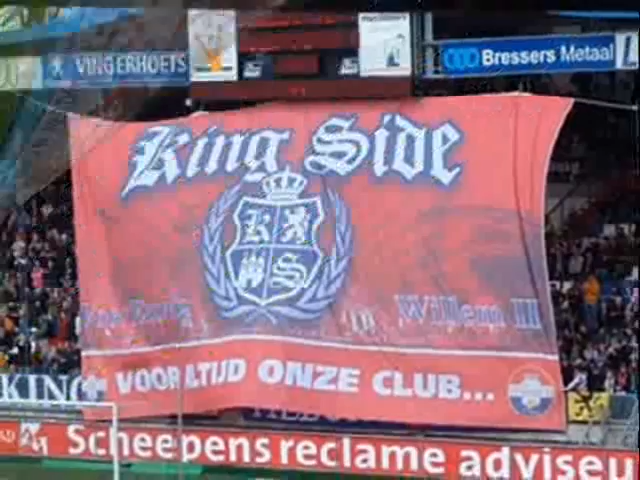 VINGERHOETS
Bressers Metaal
King Side
K
S
Willem II
VOOR ALTIJD ONZE CLUB...
KING
Scheepens reclame adviseu